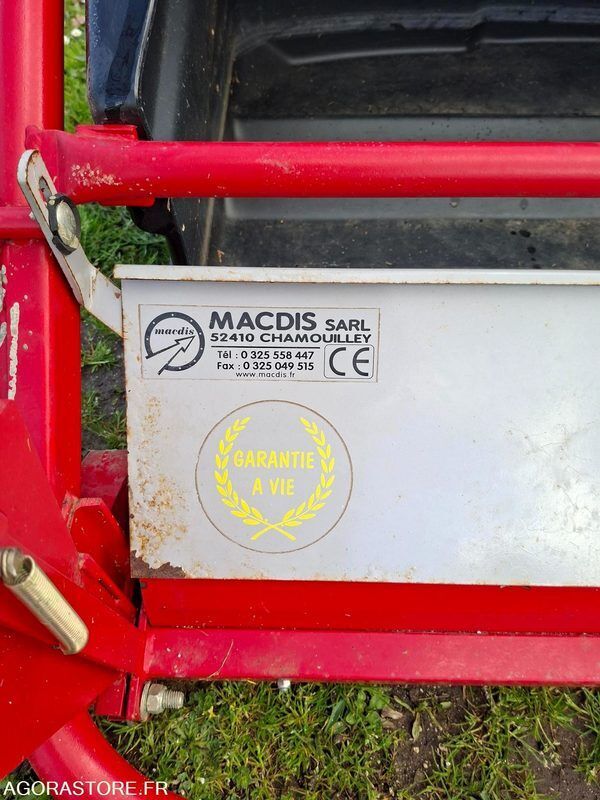 macdis
MACDIS SARL
52410 CHAMOUILLEY
Tél : 0 325 558 447
Fax : 0 325 049 515
www.macdis.fr
CE
GARANTIE
A VIE
AGORASTORE.FR